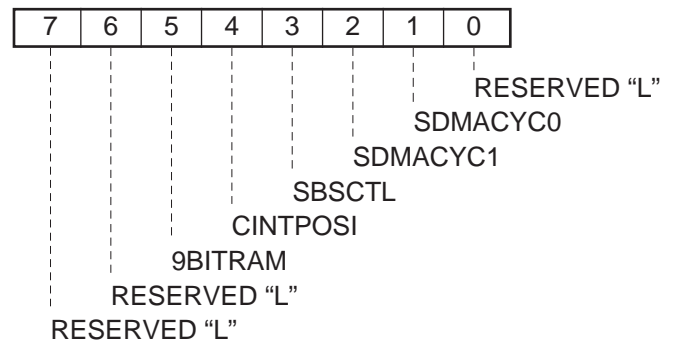 7 6 5 4 3 2 1 0
RESERVED “L”
SDMACYC0
SDMACYC1
SBSCTL
CINTPOSI
9BITRAM
RESERVED “L”
RESERVED “L”